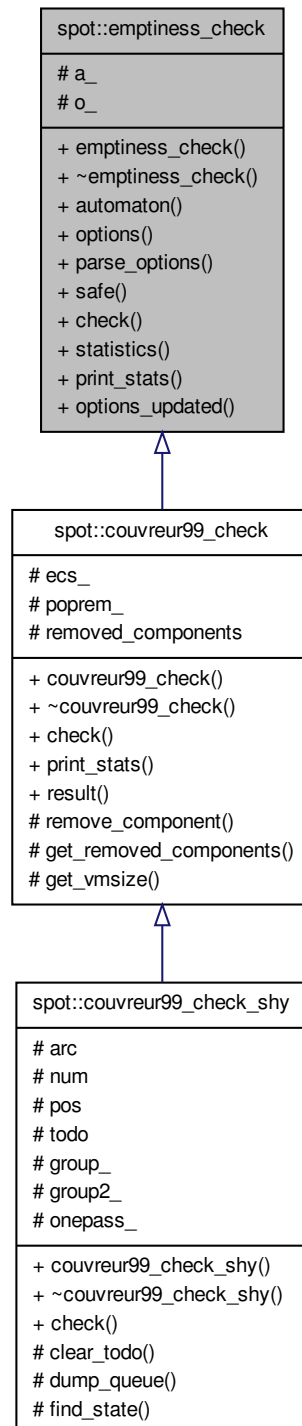 spot::emptiness_check
# a_
# o_
+ emptiness_check()
+ ~emptiness_check()
+ automaton()
+ options()
+ parse_options()
+ safe()
+ check()
+ statistics()
+ print_stats()
+ options_updated()
spot::couvreur99_check
# ecs_
# poprem_
# removed_components
+ couvreur99_check()
+ ~couvreur99_check()
+ check()
+ print_stats()
+ result()
# remove_component()
# get_removed_components()
# get_vmsize()
spot::couvreur99_check_shy
# arc
# num
# pos
# todo
# group_
# group2_
# onepass_
+ couvreur99_check_shy()
+ ~couvreur99_check_shy()
+ check()
# clear_todo()
# dump_queue()
# find_state()